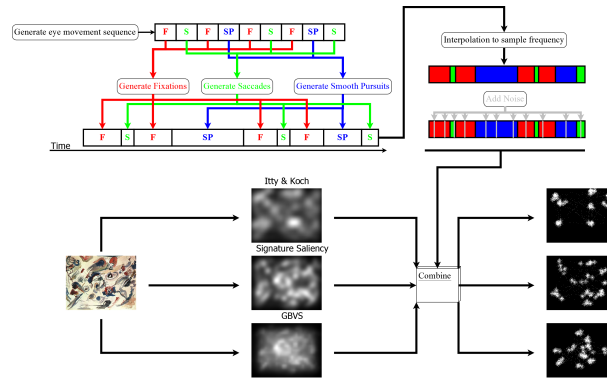 Generate eye movement sequence
F S F SP F S F SP S
Interpolation to sample frequency
Generate Fixations
Generate Saccades
Generate Smooth Pursuits
Add Noise
F S F SP F S F SP S
Time
Itty & Koch
Signature Saliency
Combine
GBVS